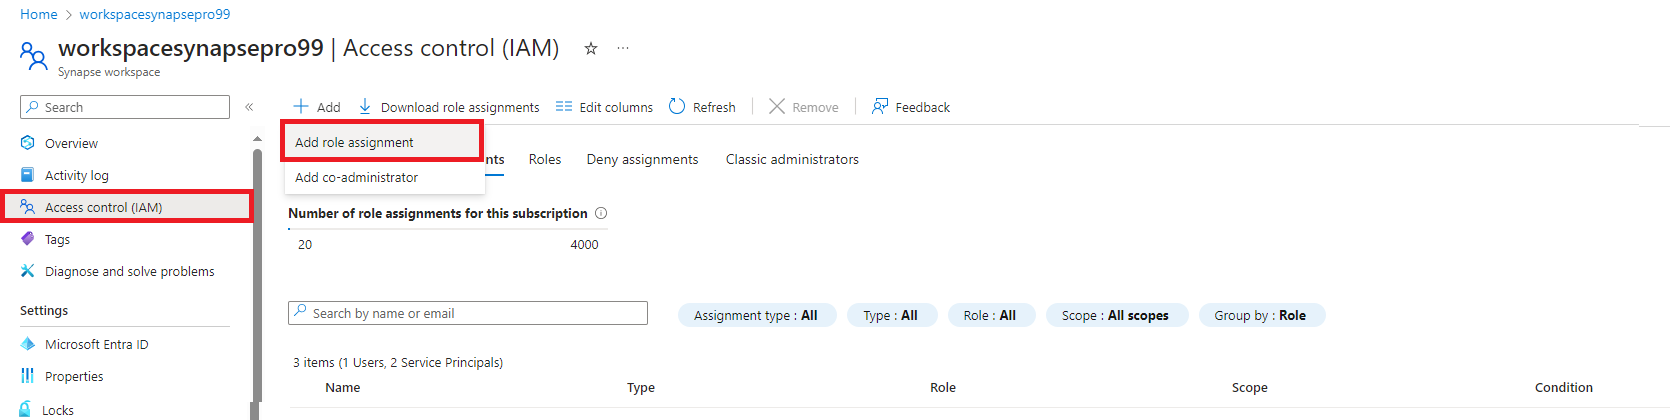 Home > workspacesynapsepro99
workspacesynapsepro99 | Access control (IAM) ☆ ...
Synapse workspace
Search «
+ Add Download role assignments Edit columns Refresh Remove Feedback
Overview
Activity log
Access control (IAM)
Tags
Diagnose and solve problems
Settings
Microsoft Entra ID
Properties
Locks
Add role assignment
Add co-administrator
nts Roles Deny assignments Classic administrators
Number of role assignments for this subscription
20 4000
Search by name or email Assignment type : All Type : All Role : All Scope : All scopes Group by : Role
3 items (1 Users, 2 Service Principals)
Name Type Role Scope Condition